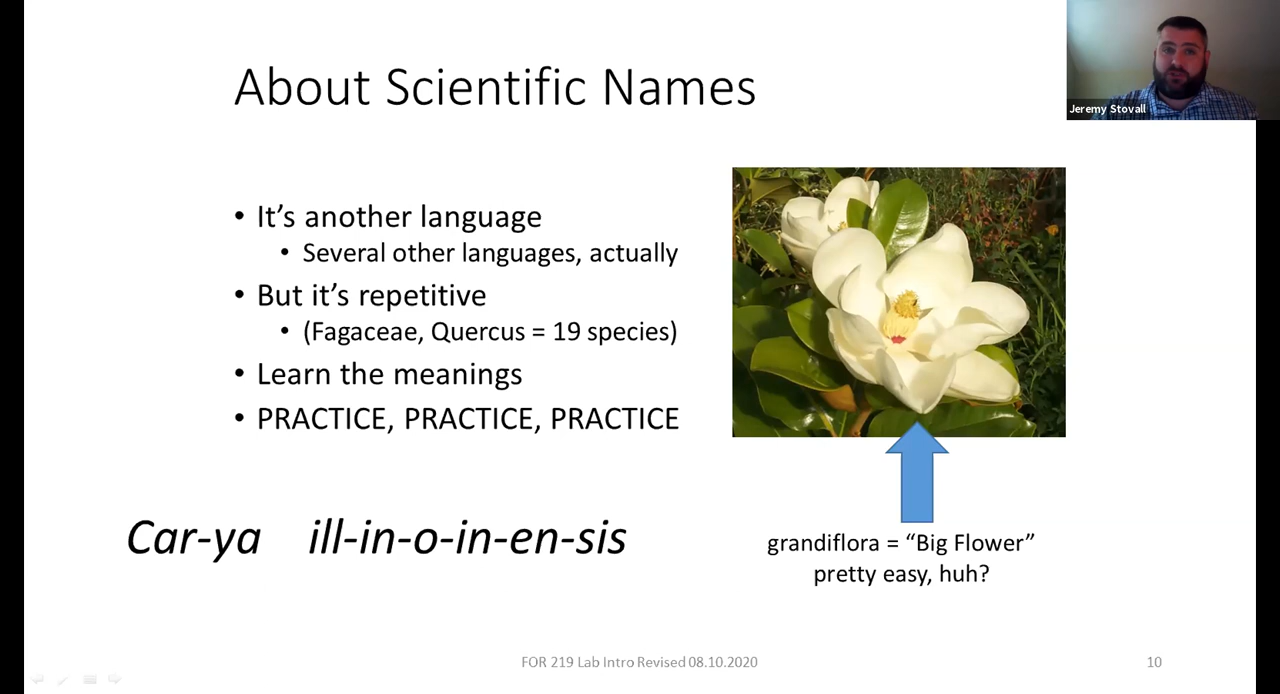 About Scientific Names
Jeremy Stovall
• It's another language
• Several other languages, actually
• But it's repetitive
• (Fagaceae, Quercus = 19 species)
• Learn the meanings
• PRACTICE, PRACTICE, PRACTICE
Car-ya ill-in-o-in-en-sis
grandiflora = “Big Flower”
pretty easy, huh?
FOR 219 Lab Intro Revised 08.10.2020
10